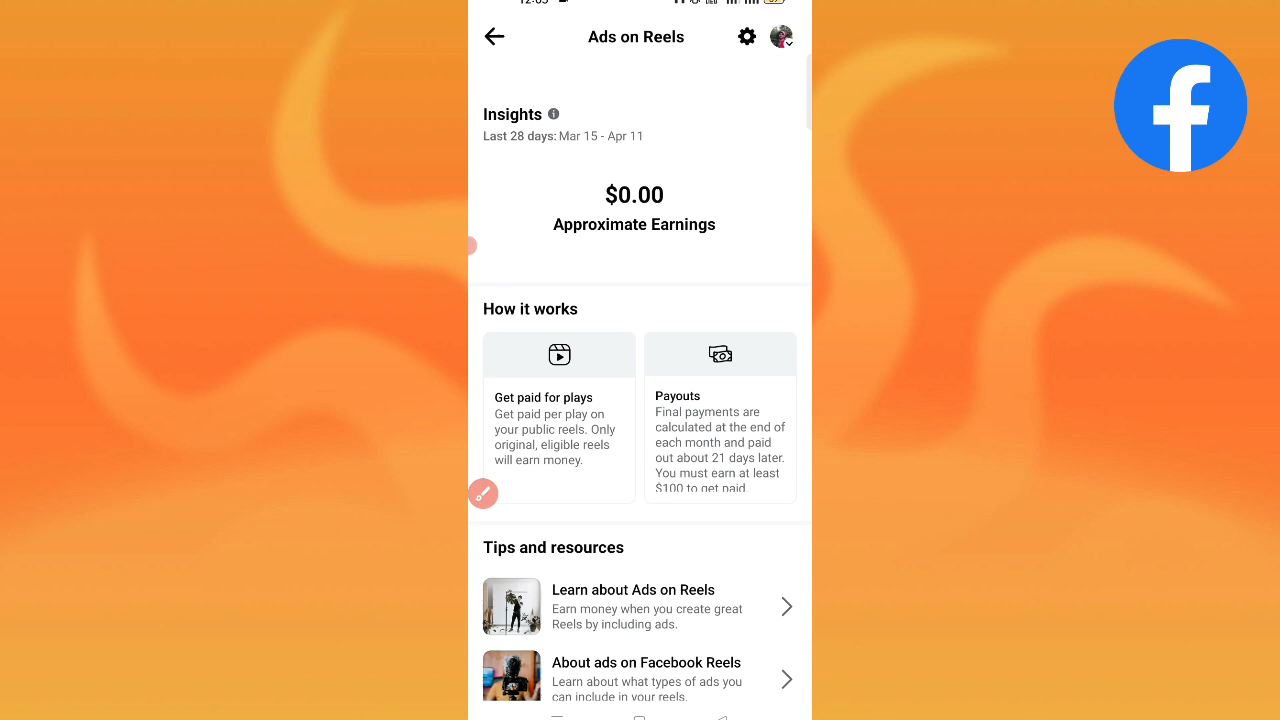 Ads on Reels
Insights
Last 28 days: Mar 15 - Apr 11
$0.00
Approximate Earnings
How it works
Get paid for plays
Get paid per play on
your public reels. Only
original, eligible reels
will earn money.
Payouts
Final payments are
calculated at the end of
each month and paid
out about 21 days later.
You must earn at least
$100 to get paid.
Tips and resources
Learn about Ads on Reels
Earn money when you create great
Reels by including ads.
About ads on Facebook Reels
Learn about what types of ads you
can include in your reels.